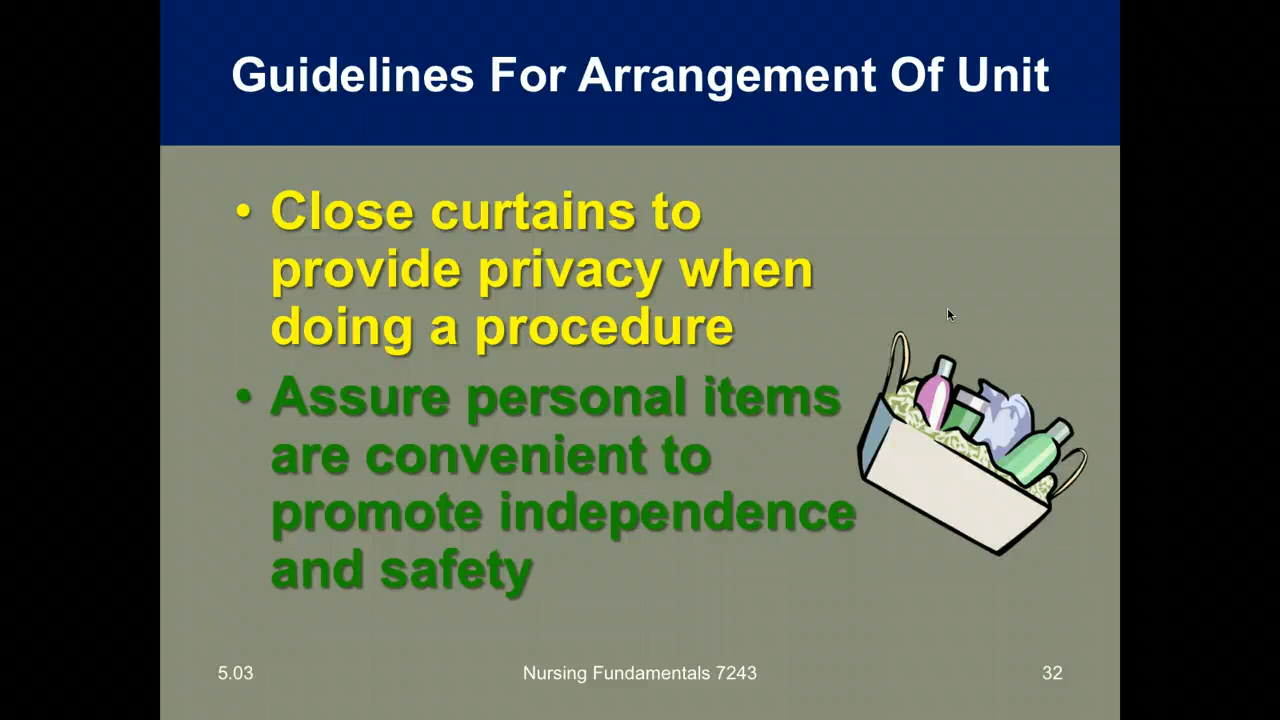 Guidelines For Arrangement Of Unit
• Close curtains to
provide privacy when
doing a procedure
• Assure personal items
are convenient to
promote independence
and safety
5.03 Nursing Fundamentals 7243 32